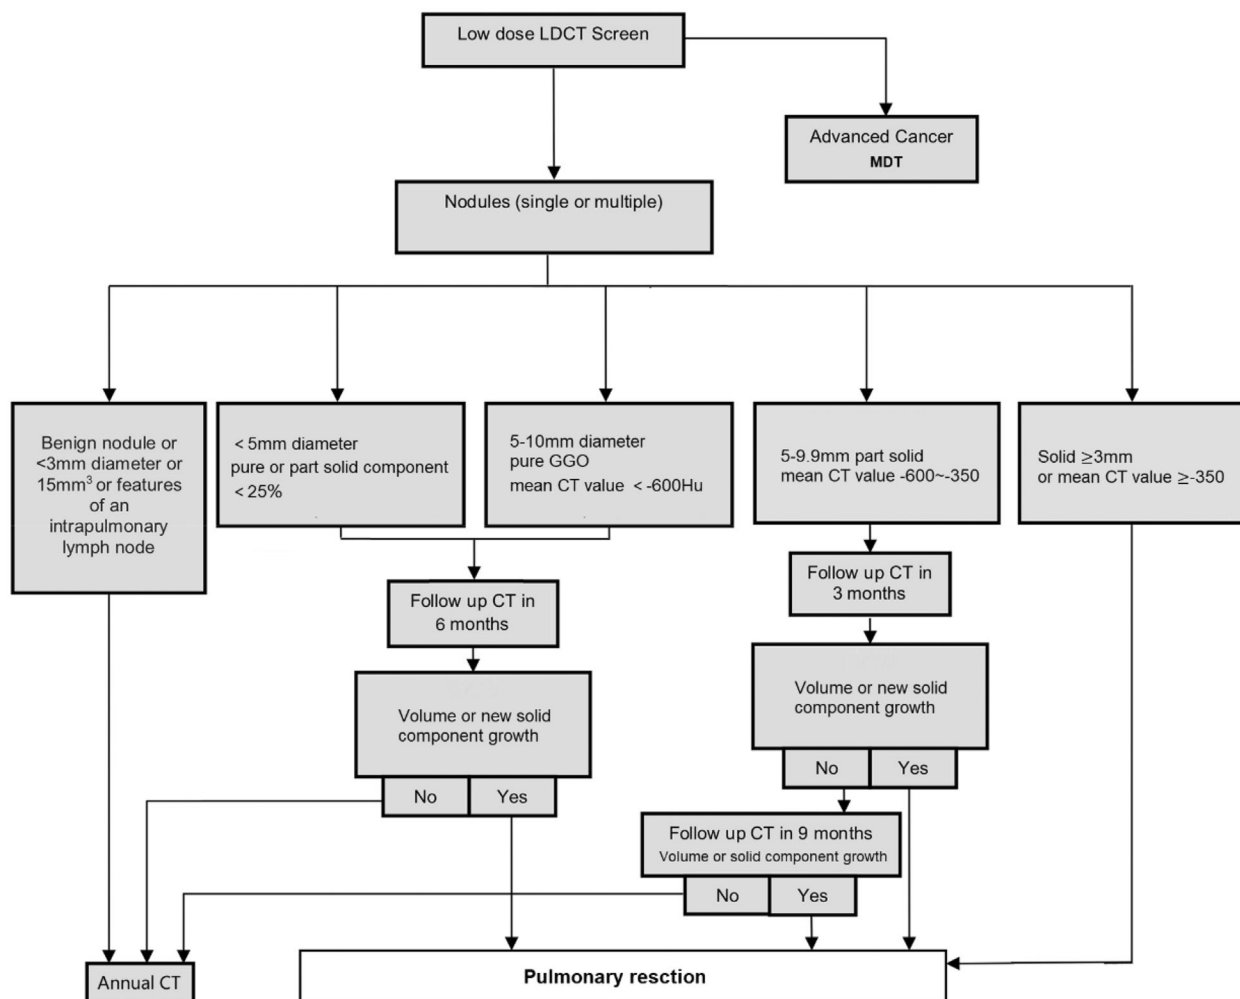 Low dose LDCT Screen
Advanced Cancer
MDT
Nodules (single or multiple)
Benign nodule or
<3mm diameter or
15mm³ or features
of an
intrapulmonary
lymph node
< 5mm diameter
pure or part solid component
< 25%
5-10mm diameter
pure GGO
mean CT value < -600Hu
5-9.9mm part solid
mean CT value -600~-350
Solid ≥3mm
or mean CT value ≥-350
Follow up CT in
6 months
Follow up CT in
3 months
Volume or new solid
component growth
No
Yes
Volume or new solid
component growth
No
Yes
Follow up CT in 9 months
Volume or solid component growth
No
Yes
Annual CT
Pulmonary resction